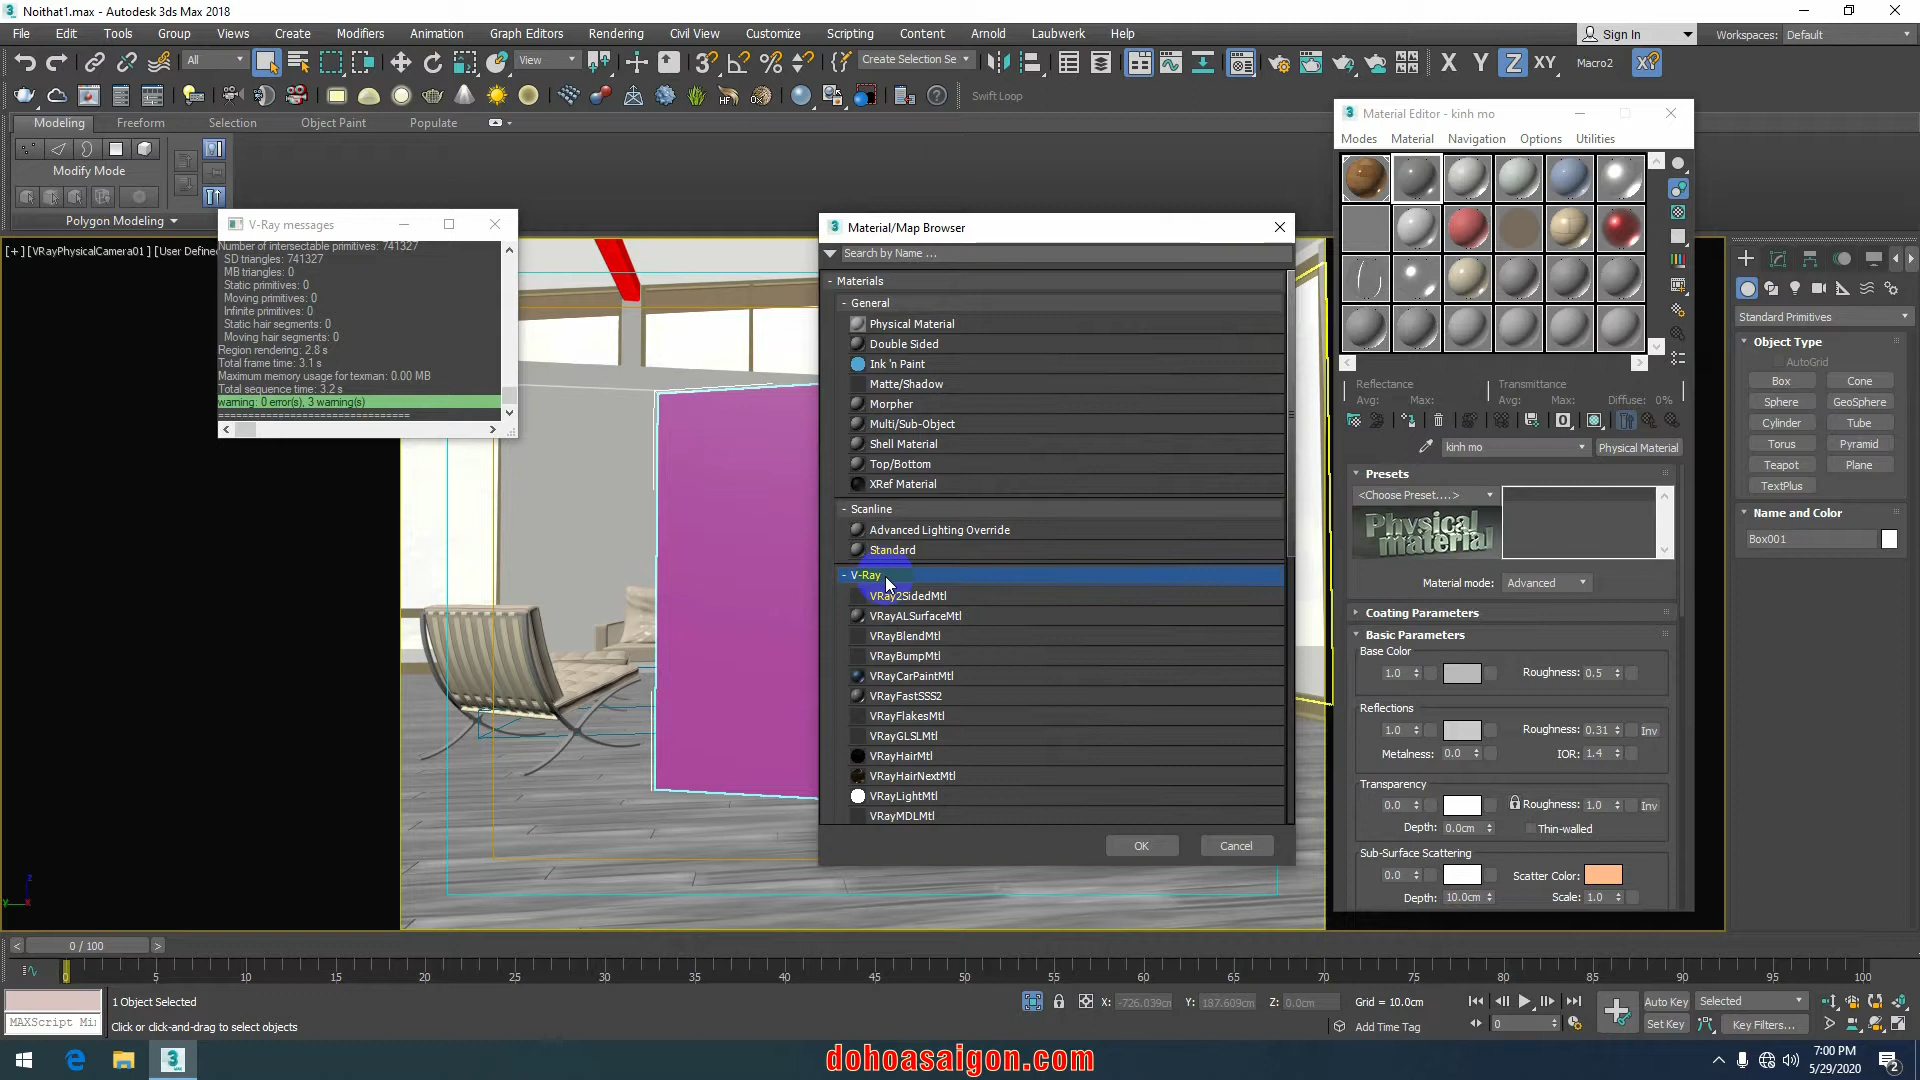 Noithat1.max - Autodesk 3ds Max 2018
File Edit Tools Group Views Create Modifiers Animation Graph Editors Rendering Civil View Customize Scripting Content Arnold Laubwerk Help
Sign In Workspaces: Default
All View Create Selection Se X Y Z XY Macro2
Swift Loop
Modeling Freeform Selection Object Paint Populate
Modify Mode
Polygon Modeling
[+] [VRayPhysicalCamera01] [User Define
V-Ray messages
Number of intersectable primitives: 741327
SD triangles: 741327
MB triangles: 0
Static primitives: 0
Moving primitives: 0
Infinite primitives: 0
Static hair segments: 0
Moving hair segments: 0
Region rendering: 2.8 s
Total frame time: 3.1 s
Maximum memory usage for texman: 0.00 MB
Total sequence time: 3.2 s
warning: 0 error(s), 3 warning(s)
==============================
Material/Map Browser
Search by Name ...
- Materials
- General
Physical Material
Double Sided
Ink 'n Paint
Matte/Shadow
Morpher
Multi/Sub-Object
Shell Material
Top/Bottom
XRef Material
- Scanline
Advanced Lighting Override
Standard
- V-Ray
VRay2SidedMtl
VRayALSurfaceMtl
VRayBlendMtl
VRayBumpMtl
VRayCarPaintMtl
VRayFastSSS2
VRayFlakesMtl
VRayGLSLMtl
VRayHairMtl
VRayHairNextMtl
VRayLightMtl
VRayMDLMtl
OK Cancel
Material Editor - kinh mo
Modes Material Navigation Options Utilities
Reflectance Transmittance
Avg: Max: Avg: Max: Diffuse: 0%
kinh mo Physical Material
Presets
<Choose Preset....>
Physical material
Material mode: Advanced
Coating Parameters
Basic Parameters
Base Color
1.0 Roughness: 0.5
Reflections
1.0 Roughness: 0.31 Inv
Metalness: 0.0 IOR: 1.4
Transparency
0.0 Roughness: 1.0 Inv
Depth: 0.0cm Thin-walled
Sub-Surface Scattering
0.0 Scatter Color:
Depth: 10.0cm Scale: 1.0
Standard Primitives
Object Type
AutoGrid
Box Cone
Sphere GeoSphere
Cylinder Tube
Torus Pyramid
Teapot Plane
TextPlus
Name and Color
Box001
0 / 100
0 5 10 15 20 25 30 35 40 45 50 55 60 65 70 75 80 85 90 95 100
1 Object Selected
X: -726.039cm Y: 187.609cm Z: 0.0cm Grid = 10.0cm
Auto Key Selected
MAXScript Mi
Click or click-and-drag to select objects
Add Time Tag
0
Set Key Key Filters...
dohoasaigon.com
7:00 PM
5/29/2020
2